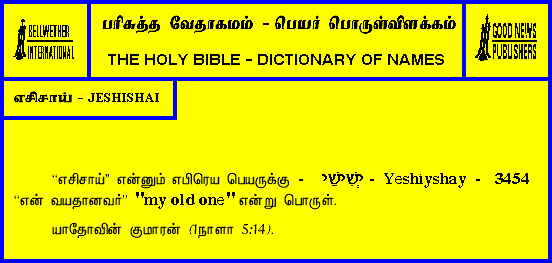 BELLWETHER
INTERNATIONAL
பரிசுத்த வேதாகமம் - பெயர் பொருள்விளக்கம்
THE HOLY BIBLE - DICTIONARY OF NAMES
GOOD NEWS
PUBLISHERS
எசிசாய் - JESHISHAI
“எசிசாய்” என்னும் எபிரெய பெயருக்கு - יְשִׁישַׁי - Yeshiyshay - 3454
“என் வயதானவர்” "my old one" என்று பொருள்.
யாதோவின் குமாரன் (1நாளா 5:14).